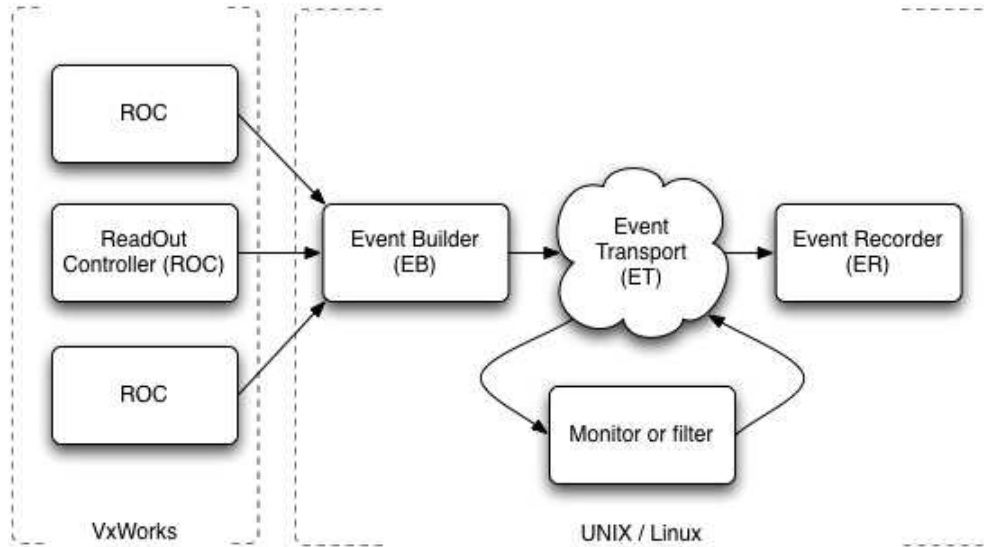 ROC
ReadOut
Controller (ROC)
ROC
VxWorks
Event Builder
(EB)
Event
Transport
(ET)
Event Recorder
(ER)
Monitor or filter
UNIX / Linux